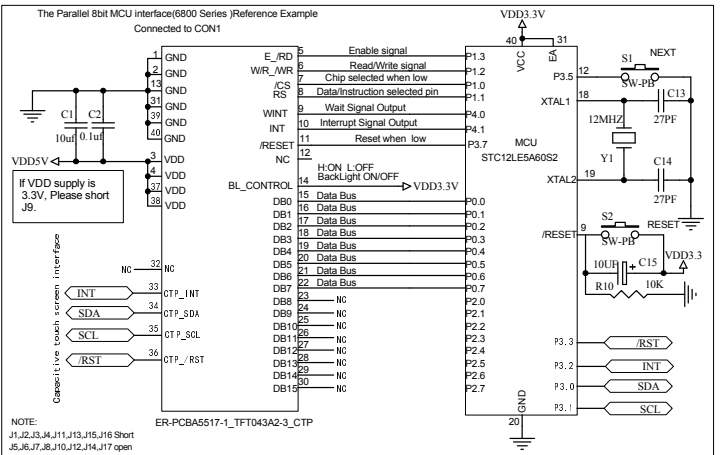 The Parallel 8bit MCU interface(6800 Series )Reference Example
Connected to CON1
VDD3.3V
1 GND
2 GND
13 GND
31 GND
39 GND
40 GND
3 VDD
4 VDD
37 VDD
38 VDD
C1 C2
10uf 0.1uf
VDD5V
If VDD supply is
3.3V, Please short
J9.
E_/RD 5 Enable signal P1.3
W/R_/WR 6 Read/Write signal P1.2
/CS 7 Chip selected when low P1.0
RS 8 Data/Instruction selected pin P1.1
WINT 9 Wait Signal Output P4.0
INT 10 Interrupt Signal Output P4.1
/RESET 11 Reset when low P3.7
NC 12
H:ON L:OFF
BL_CONTROL 14 BackLight ON/OFF VDD3.3V
DB0 15 Data Bus P0.0
DB1 16 Data Bus P0.1
DB2 17 Data Bus P0.2
DB3 18 Data Bus P0.3
DB4 19 Data Bus P0.4
DB5 20 Data Bus P0.5
DB6 21 Data Bus P0.6
DB7 22 Data Bus P0.7
DB8 23 NC P2.0
DB9 24 NC P2.1
DB10 25 NC P2.2
DB11 26 NC P2.3
DB12 27 NC P2.4
DB13 28 NC P2.5
DB14 29 NC P2.6
DB15 30 NC P2.7
Capacitive touch screen interface
NC 32 NC
INT 33 CTP_INT
SDA 34 CTP_SDA
SCL 35 CTP_SCL
/RST 36 CTP_/RST
ER-PCBA5517-1_TFT043A2-3_CTP
40 31
VCC EA
MCU
STC12LE5A60S2
P3.5 12 S1 NEXT
SW-PB
XTAL1 18 C13
27PF
12MHZ
Y1
XTAL2 19 C14
27PF
S2 RESET
/RESET 9 SW-PB
VDD3.3
10UF + C15
R10 10K
P3.3 /RST
P3.2 INT
P3.0 SDA
P3.1 SCL
GND
20
NOTE:
J1,J2,J3,J4,J11,J13,J15,J16 Short
J5,J6,J7,J8,J10,J12,J14,J17 open